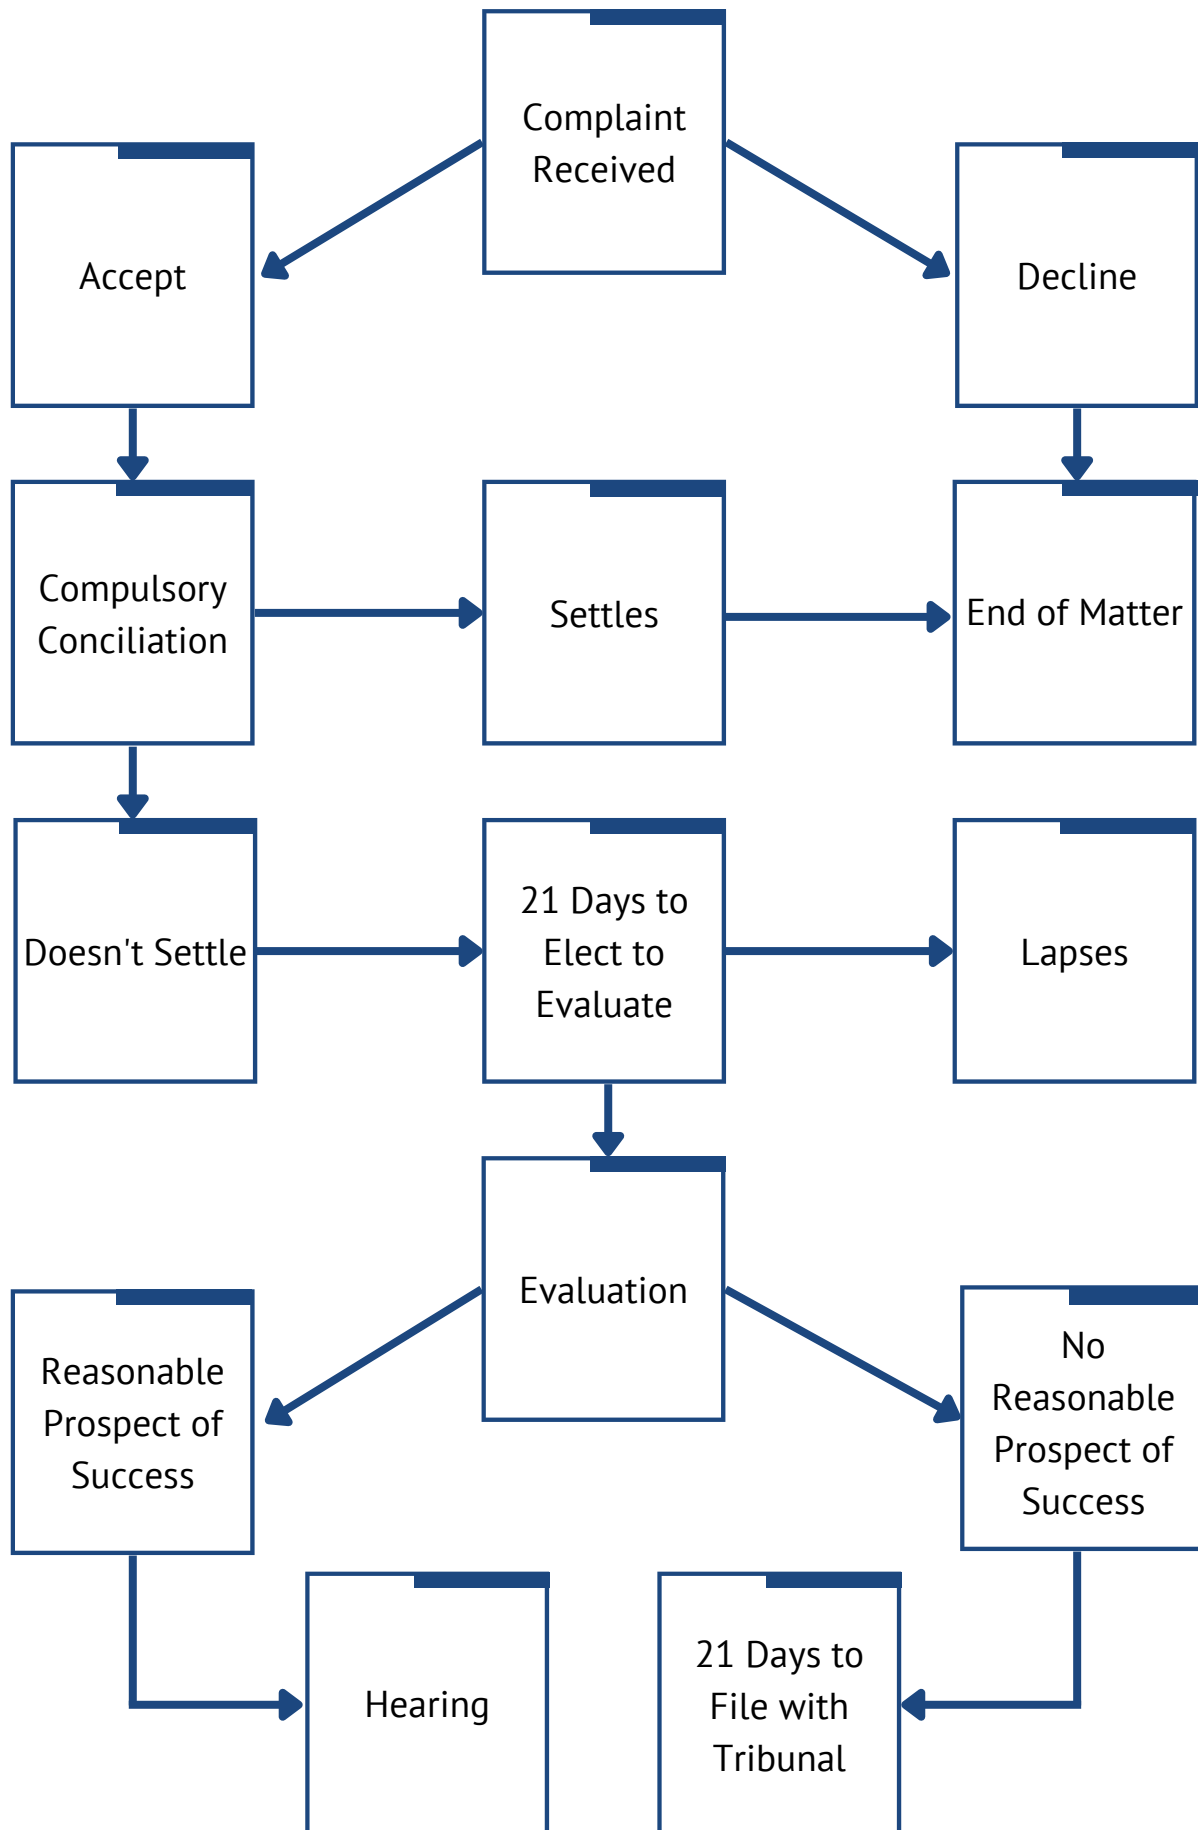 Complaint
Received
Accept
Decline
Compulsory
Conciliation
Settles
End of Matter
Doesn't Settle
21 Days to
Elect to
Evaluate
Lapses
Evaluation
Reasonable
Prospect of
Success
No
Reasonable
Prospect of
Success
Hearing
21 Days to
File with
Tribunal